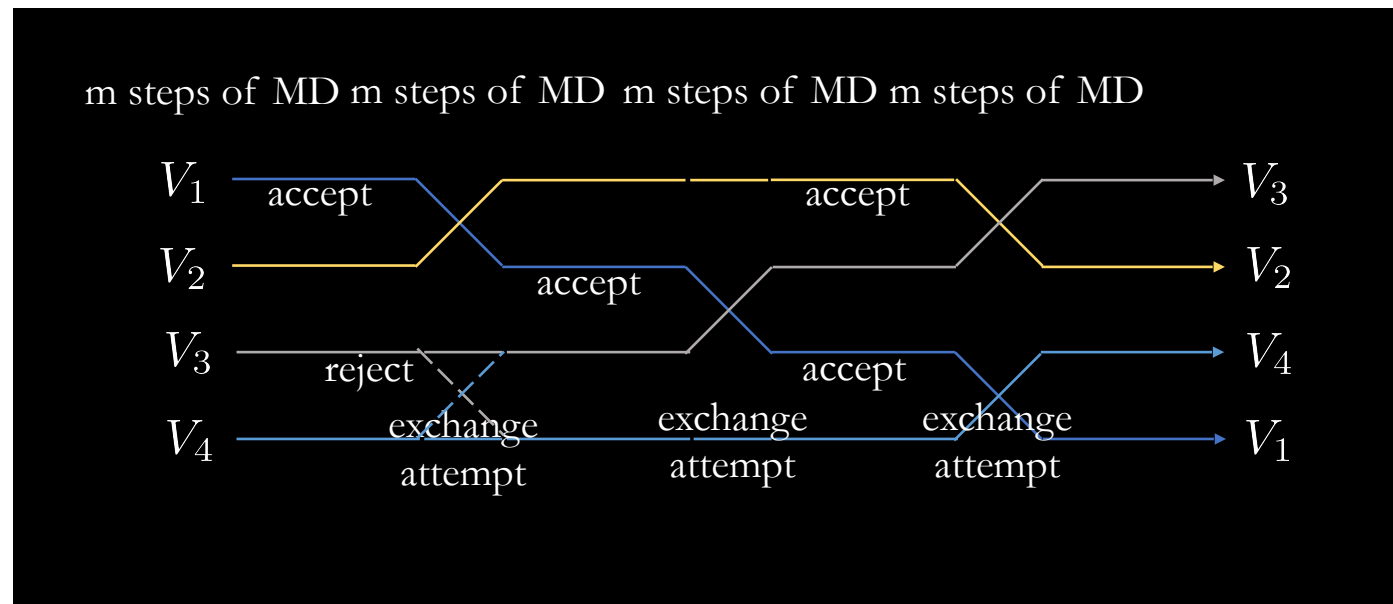 m steps of MD m steps of MD m steps of MD m steps of MD
V₁ accept accept V₃
V₂ accept V₂
V₃ reject accept V₄
V₄ exchange exchange exchange V₁
attempt attempt attempt